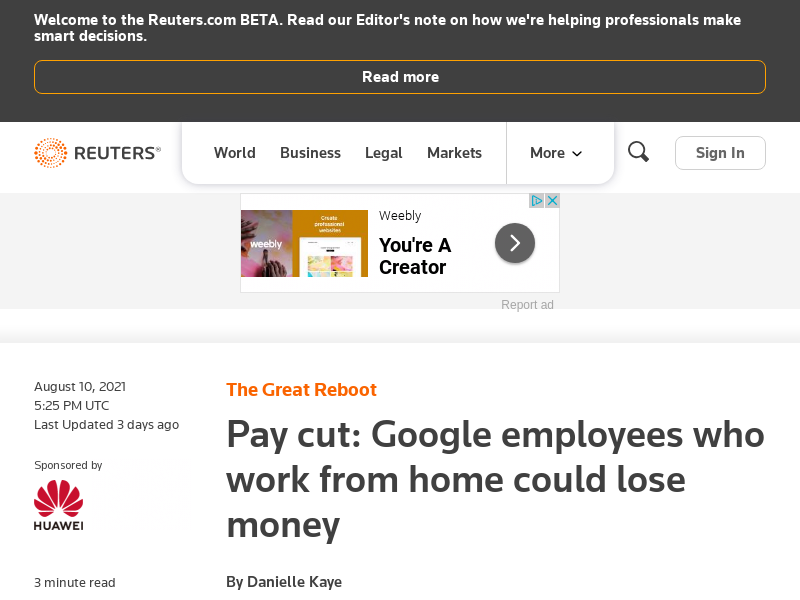 Welcome to the Reuters.com BETA. Read our Editor's note on how we're helping professionals make
smart decisions.
Read more
REUTERS®
World
Business
Legal
Markets
More
Sign In
Create
professional
websites
weebly
Weebly
You're A
Creator
Report ad
August 10, 2021
5:25 PM UTC
Last Updated 3 days ago
Sponsored by
HUAWEI
3 minute read
The Great Reboot
Pay cut: Google employees who
work from home could lose
money
By Danielle Kaye